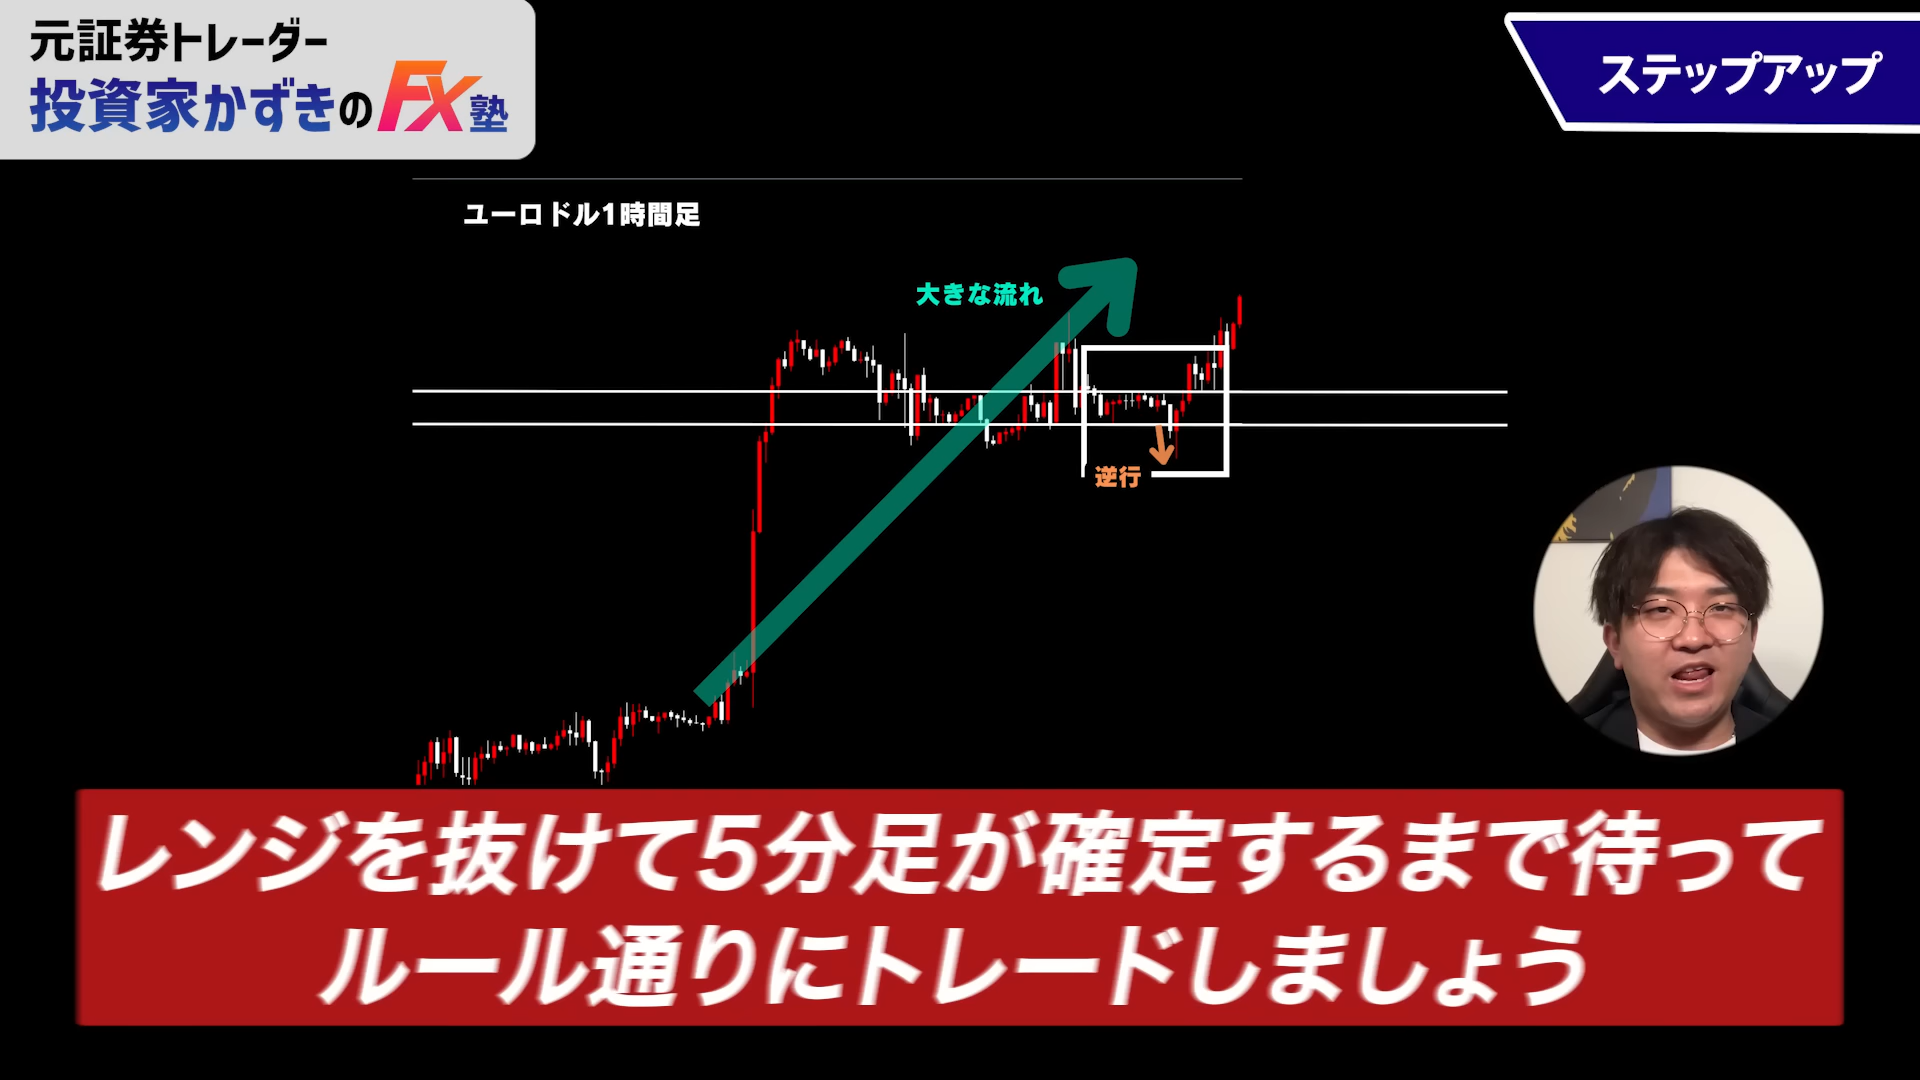 元証券トレーダー
投資家かずきのFX塾
ステップアップ
ユーロドル1時間足
大きな流れ
逆行
レンジを抜けて5分足が確定するまで待って
ルール通りにトレードしましょう